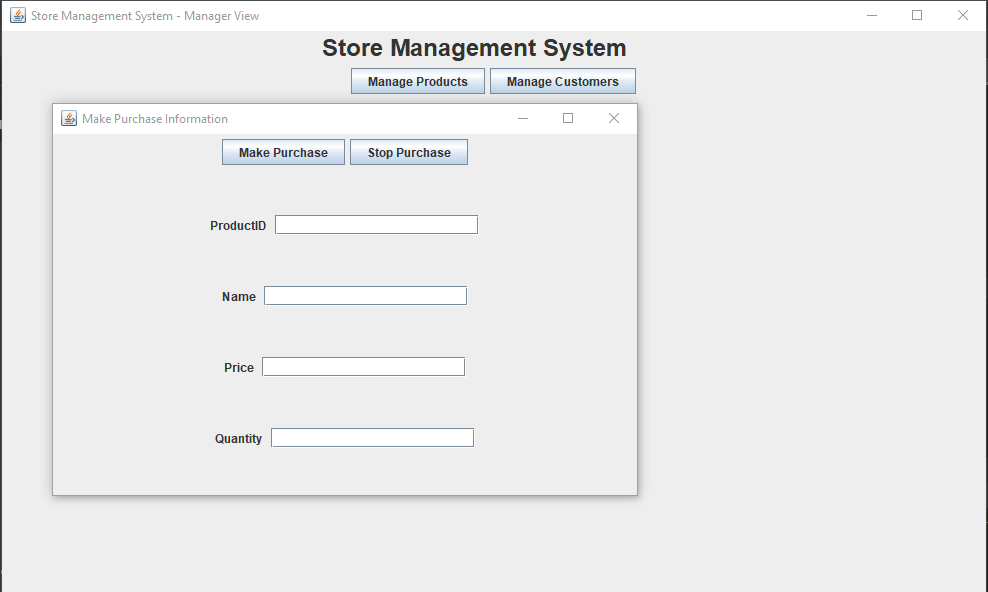 Store Management System - Manager View
Store Management System
Manage Products Manage Customers
Make Purchase Information
Make Purchase Stop Purchase
ProductID
Name
Price
Quantity